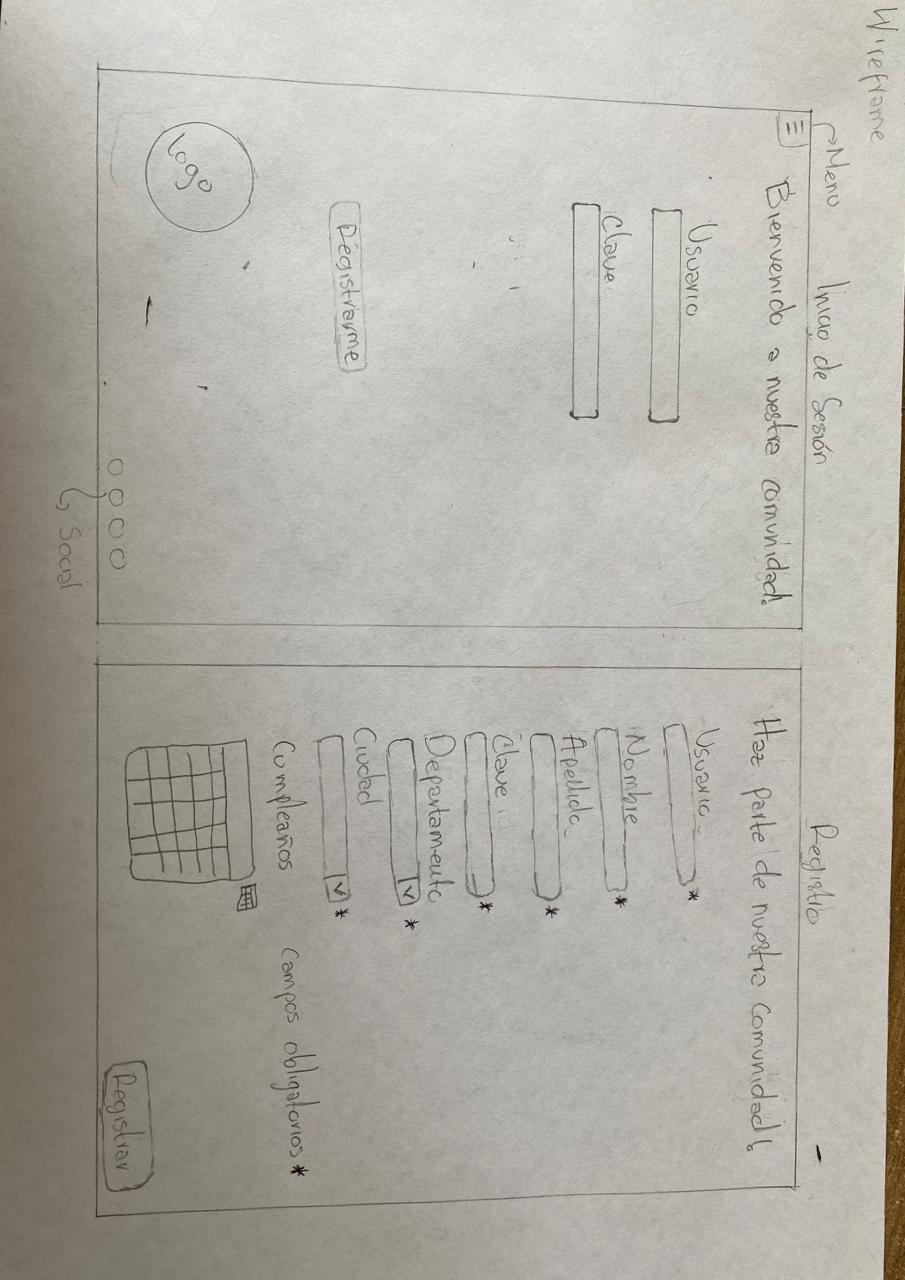 Wireframe
Menu
Inicio de Sesión
Bienvenido a nuestra comunidad!
Usuario
Clave
Registrarme
Logo
Social
Registro
Haz parte de nuestra Comunidad!
Usuario
*
Nombre
*
Apellido
*
Clave
*
Departamento
*
Ciudad
*
Cumpleaños
Campos obligatorios *
Registrar